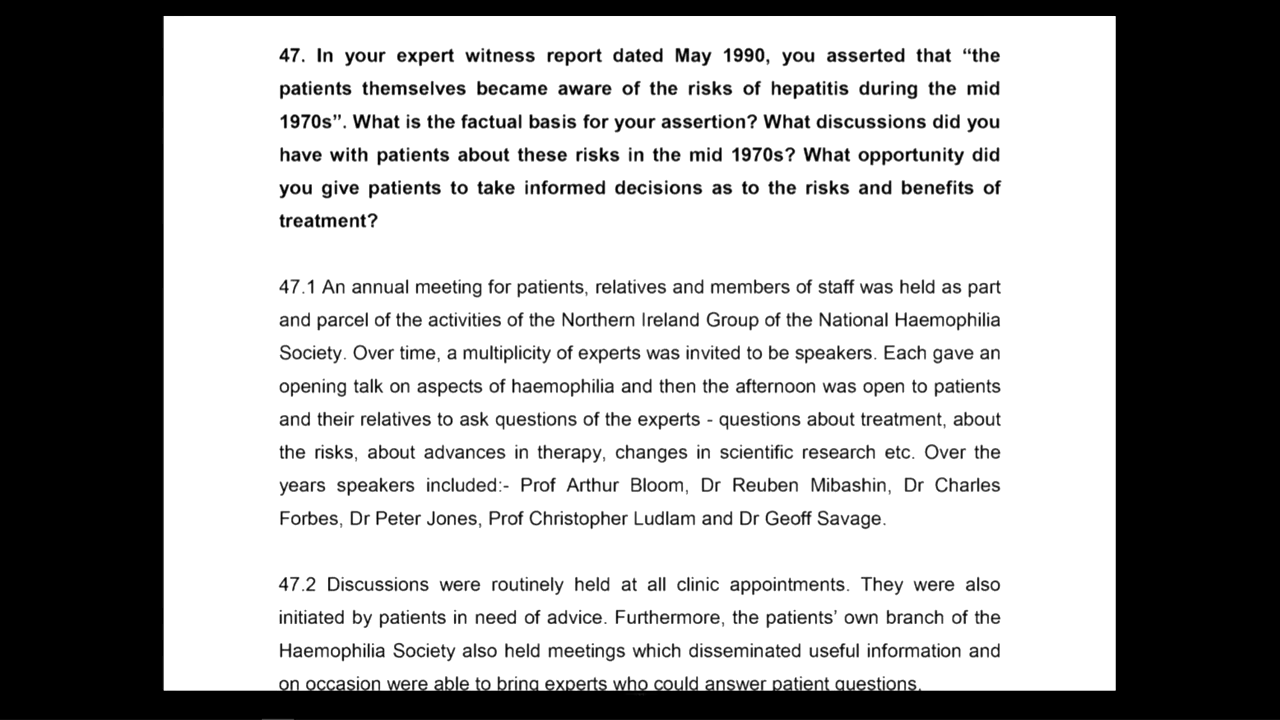 47. In your expert witness report dated May 1990, you asserted that “the
patients themselves became aware of the risks of hepatitis during the mid
1970s”. What is the factual basis for your assertion? What discussions did you
have with patients about these risks in the mid 1970s? What opportunity did
you give patients to take informed decisions as to the risks and benefits of
treatment?
47.1 An annual meeting for patients, relatives and members of staff was held as part
and parcel of the activities of the Northern Ireland Group of the National Haemophilia
Society. Over time, a multiplicity of experts was invited to be speakers. Each gave an
opening talk on aspects of haemophilia and then the afternoon was open to patients
and their relatives to ask questions of the experts - questions about treatment, about
the risks, about advances in therapy, changes in scientific research etc. Over the
years speakers included:- Prof Arthur Bloom, Dr Reuben Mibashin, Dr Charles
Forbes, Dr Peter Jones, Prof Christopher Ludlam and Dr Geoff Savage.
47.2 Discussions were routinely held at all clinic appointments. They were also
initiated by patients in need of advice. Furthermore, the patients’ own branch of the
Haemophilia Society also held meetings which disseminated useful information and
on occasion were able to bring experts who could answer patient questions.